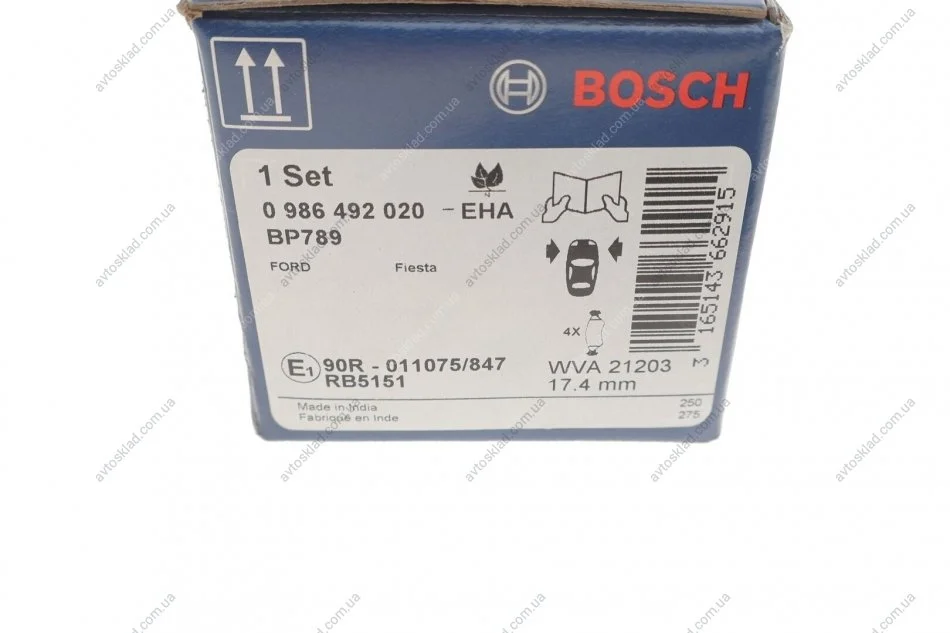 BOSCH
1 Set
0 986 492 020 - EHA
BP789
FORD Fiesta
4X
3 165143 662915
E1 90R - 011075/847
RB5151
WVA 21203
17.4 mm
Made in India
Fabriqué en Inde
250
275
avtosklad.com.ua